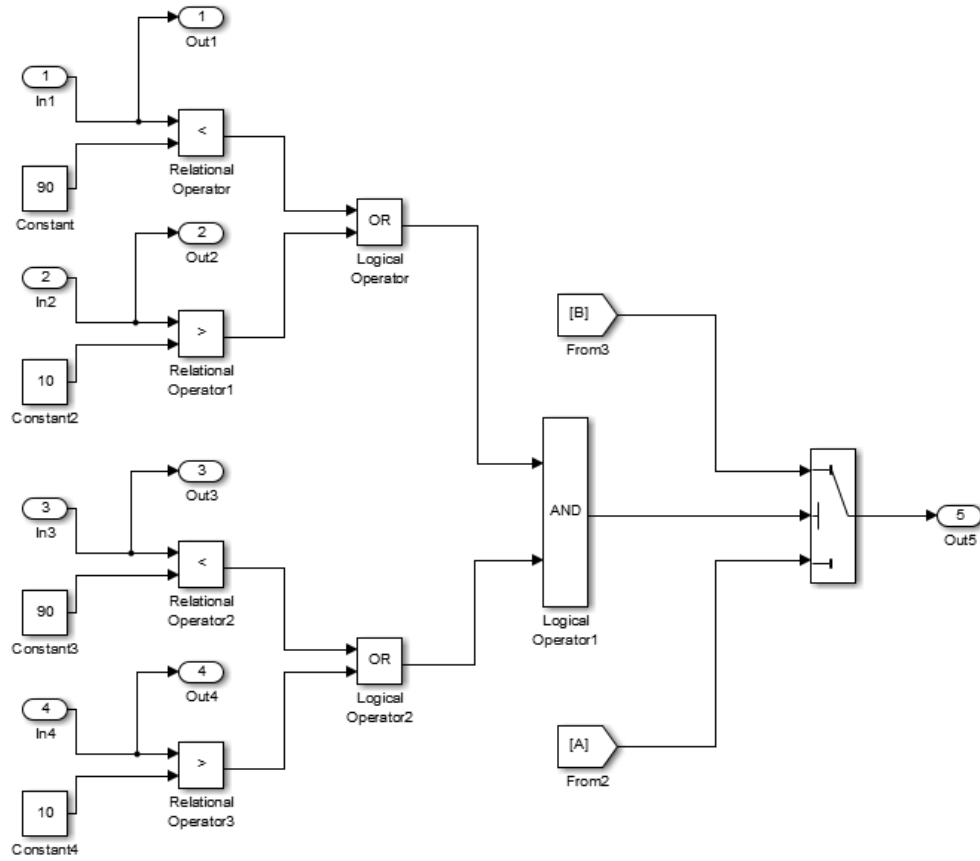 1
Out1
1
In1
<
Relational
Operator
90
Constant
2
Out2
OR
Logical
Operator
2
In2
>
Relational
Operator1
10
Constant2
[B]
From3
3
Out3
3
In3
<
Relational
Operator2
90
Constant3
AND
Logical
Operator1
5
Out5
4
Out4
OR
Logical
Operator2
4
In4
>
Relational
Operator3
10
Constant4
[A]
From2